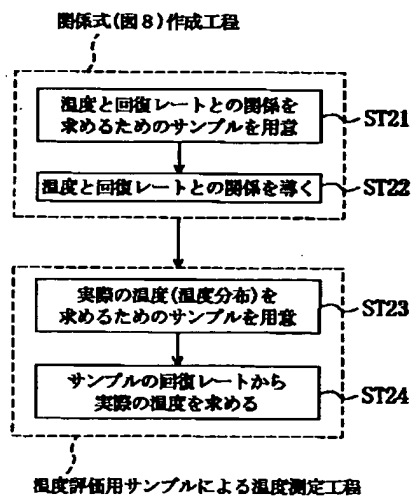 関係式(図8)作成工程
温度と回復レートとの関係を
求めるためのサンプルを用意
ST21
温度と回復レートとの関係を導く
ST22
実際の温度(温度分布)を
求めるためのサンプルを用意
ST23
サンプルの回復レートから
実際の温度を求める
ST24
温度評価用サンプルによる温度測定工程